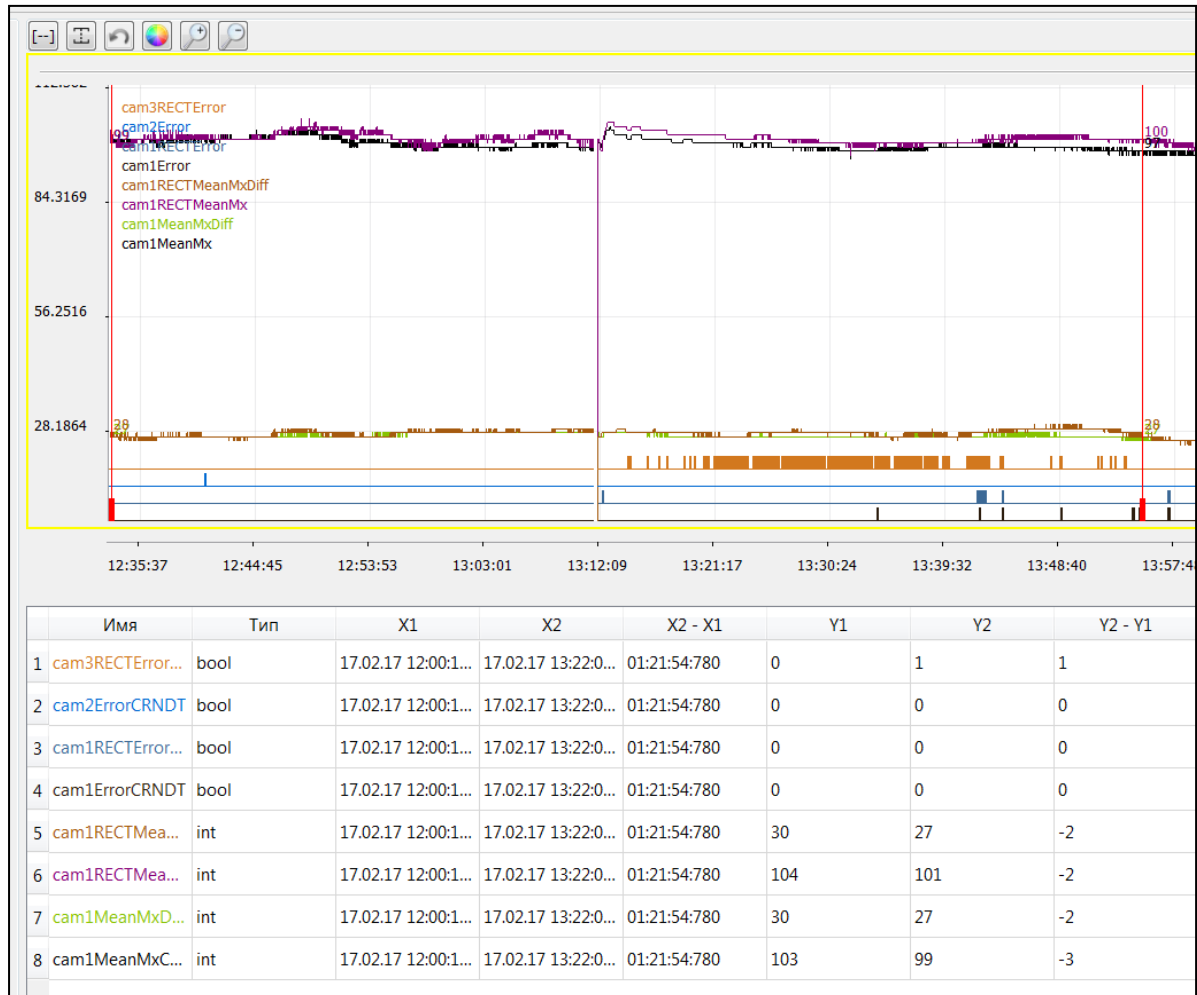 [--]
cam3RECTError
cam2Error
99
100
cam1RECTError
cam1Error
cam1RECTMeanMxDiff
84.3169
cam1RECTMeanMx
cam1MeanMxDiff
cam1MeanMx
56.2516
28.1864
28
28
12:35:37 12:44:45 12:53:53 13:03:01 13:12:09 13:21:17 13:30:24 13:39:32 13:48:40 13:57:4
Имя Тип X1 X2 X2 - X1 Y1 Y2 Y2 - Y1
1 cam3RECTError... bool 17.02.17 12:00:1... 17.02.17 13:22:0... 01:21:54:780 0 1 1
2 cam2ErrorCRNDT bool 17.02.17 12:00:1... 17.02.17 13:22:0... 01:21:54:780 0 0 0
3 cam1RECTError... bool 17.02.17 12:00:1... 17.02.17 13:22:0... 01:21:54:780 0 0 0
4 cam1ErrorCRNDT bool 17.02.17 12:00:1... 17.02.17 13:22:0... 01:21:54:780 0 0 0
5 cam1RECTMea... int 17.02.17 12:00:1... 17.02.17 13:22:0... 01:21:54:780 30 27 -2
6 cam1RECTMea... int 17.02.17 12:00:1... 17.02.17 13:22:0... 01:21:54:780 104 101 -2
7 cam1MeanMxD... int 17.02.17 12:00:1... 17.02.17 13:22:0... 01:21:54:780 30 27 -2
8 cam1MeanMxC... int 17.02.17 12:00:1... 17.02.17 13:22:0... 01:21:54:780 103 99 -3